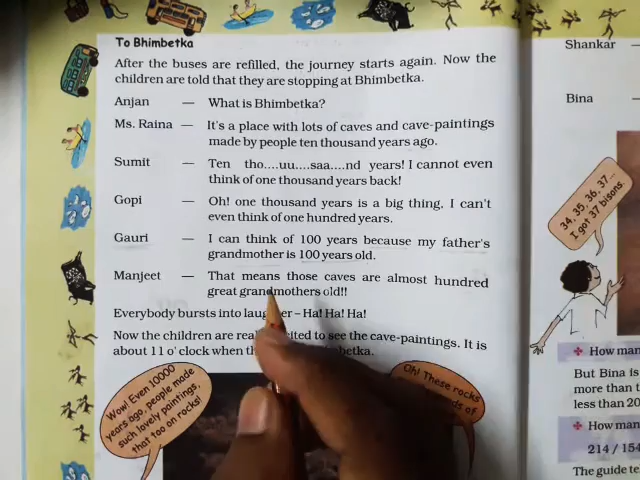 To Bhimbetka
After the buses are refilled, the journey starts again. Now the
children are told that they are stopping at Bhimbetka.
Anjan — What is Bhimbetka?
Ms. Raina — It's a place with lots of caves and cave-paintings
made by people ten thousand years ago.
Sumit — Ten tho....uu....saa....nd years! I cannot even
think of one thousand years back!
Gopi — Oh! one thousand years is a big thing. I can't
even think of one hundred years.
Gauri — I can think of 100 years because my father's
grandmother is 100 years old.
Manjeet — That means those caves are almost hundred
great grandmothers old!!
Everybody bursts into – Ha! Ha! Ha!
Now the children are to see the cave-paintings. It is
about 11 o' clock when
Wow! Even 10000
years ago, people made
such lovely paintings,
that too on rocks!
Oh! These rocks
of
Shankar —
Bina —
34, 35, 36, 37...
I got 37 bisons.
How man
But Bina is
more than t
less than 20
How man
214 / 154
The guide te